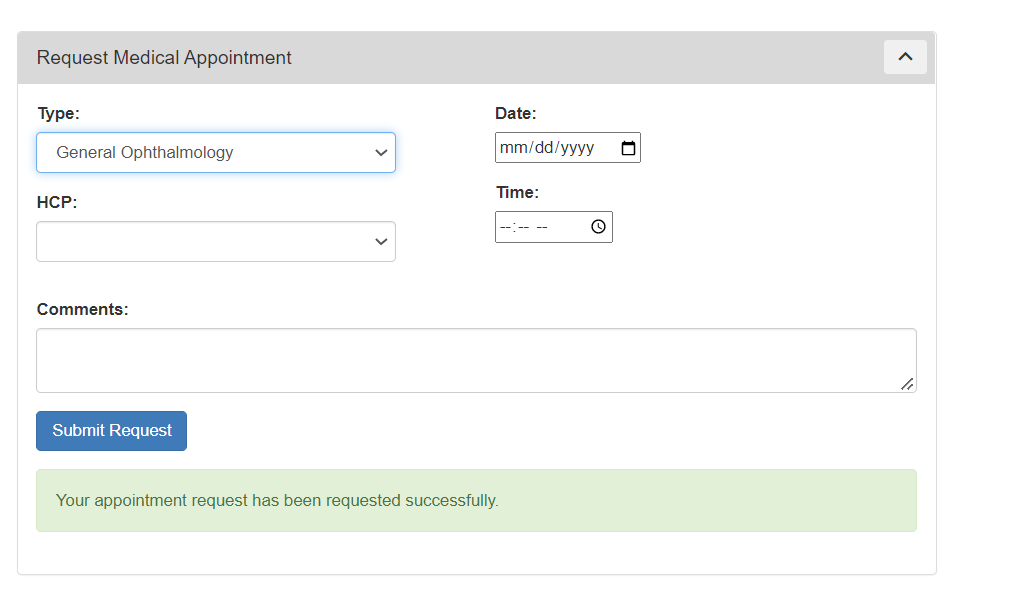 Request Medical Appointment
Type:
General Ophthalmology
HCP:
Date:
mm/dd/yyyy
Time:
--:-- --
Comments:
Submit Request
Your appointment request has been requested successfully.